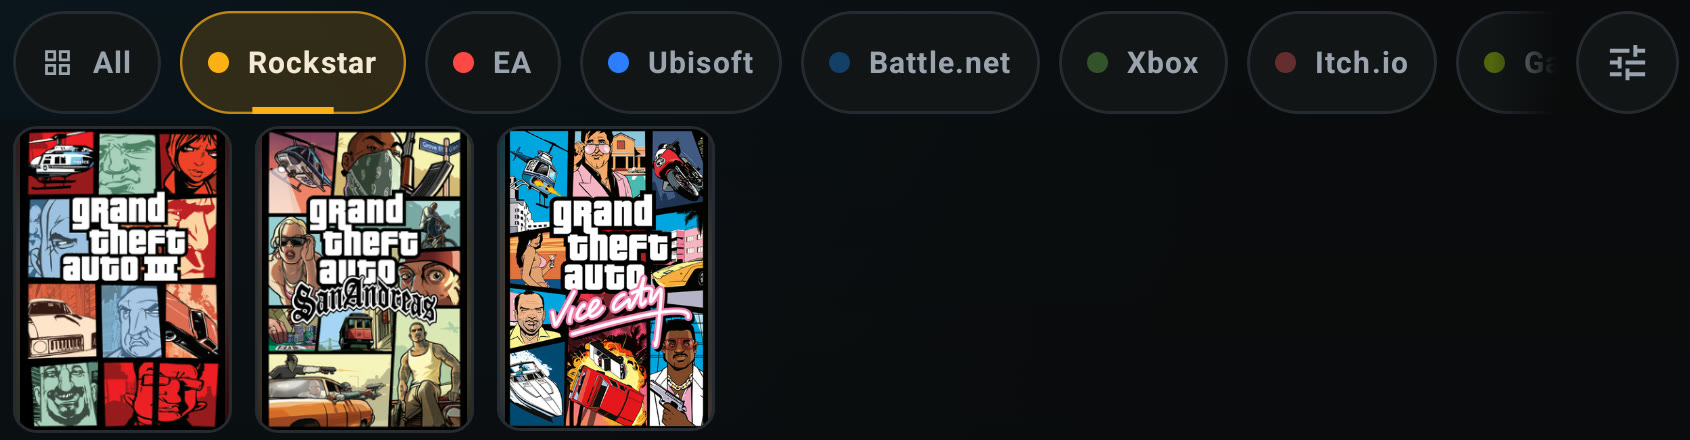 All
Rockstar
EA
Ubisoft
Battle.net
Xbox
Itch.io
grand
theft
auto III
grand
theft
auto
San Andreas
grand
theft
auto
vice city